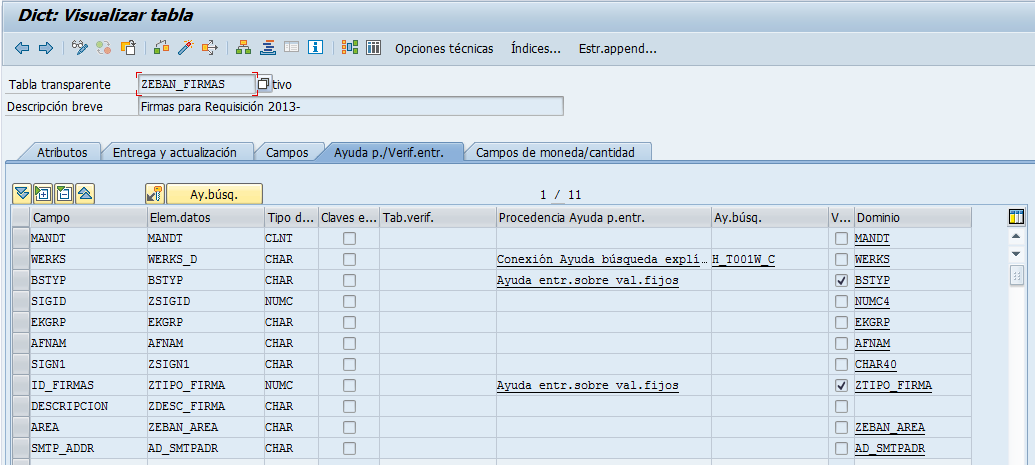 Dict: Visualizar tabla
Opciones técnicas Índices... Estr.append...
Tabla transparente ZEBAN_FIRMAS tivo
Descripción breve Firmas para Requisición 2013-
Atributos Entrega y actualización Campos Ayuda p./Verif.entr. Campos de moneda/cantidad
Ay.búsq. 1 / 11
Campo Elem.datos Tipo d... Claves e... Tab.verif. Procedencia Ayuda p.entr. Ay.búsq. V... Dominio
MANDT MANDT CLNT MANDT
WERKS WERKS_D CHAR Conexión Ayuda búsqueda explí... H_T001W_C WERKS
BSTYP BSTYP CHAR Ayuda entr.sobre val.fijos BSTYP
SIGID ZSIGID NUMC NUMC4
EKGRP EKGRP CHAR EKGRP
AFNAM AFNAM CHAR AFNAM
SIGN1 ZSIGN1 CHAR CHAR40
ID_FIRMAS ZTIPO_FIRMA NUMC Ayuda entr.sobre val.fijos ZTIPO_FIRMA
DESCRIPCION ZDESC_FIRMA CHAR
AREA ZEBAN_AREA CHAR ZEBAN_AREA
SMTP_ADDR AD_SMTPADR CHAR AD_SMTPADR